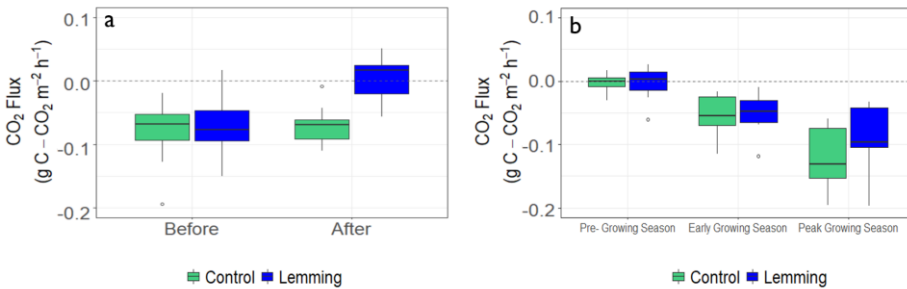 a
CO₂ Flux
(g C − CO₂ m⁻² h⁻¹)
0.1
0.0
-0.1
-0.2
Before After
Control Lemming
b
CO₂ Flux
(g C − CO₂ m⁻² h⁻¹)
0.1
0.0
-0.1
-0.2
Pre- Growing Season Early Growing Season Peak Growing Season
Control Lemming